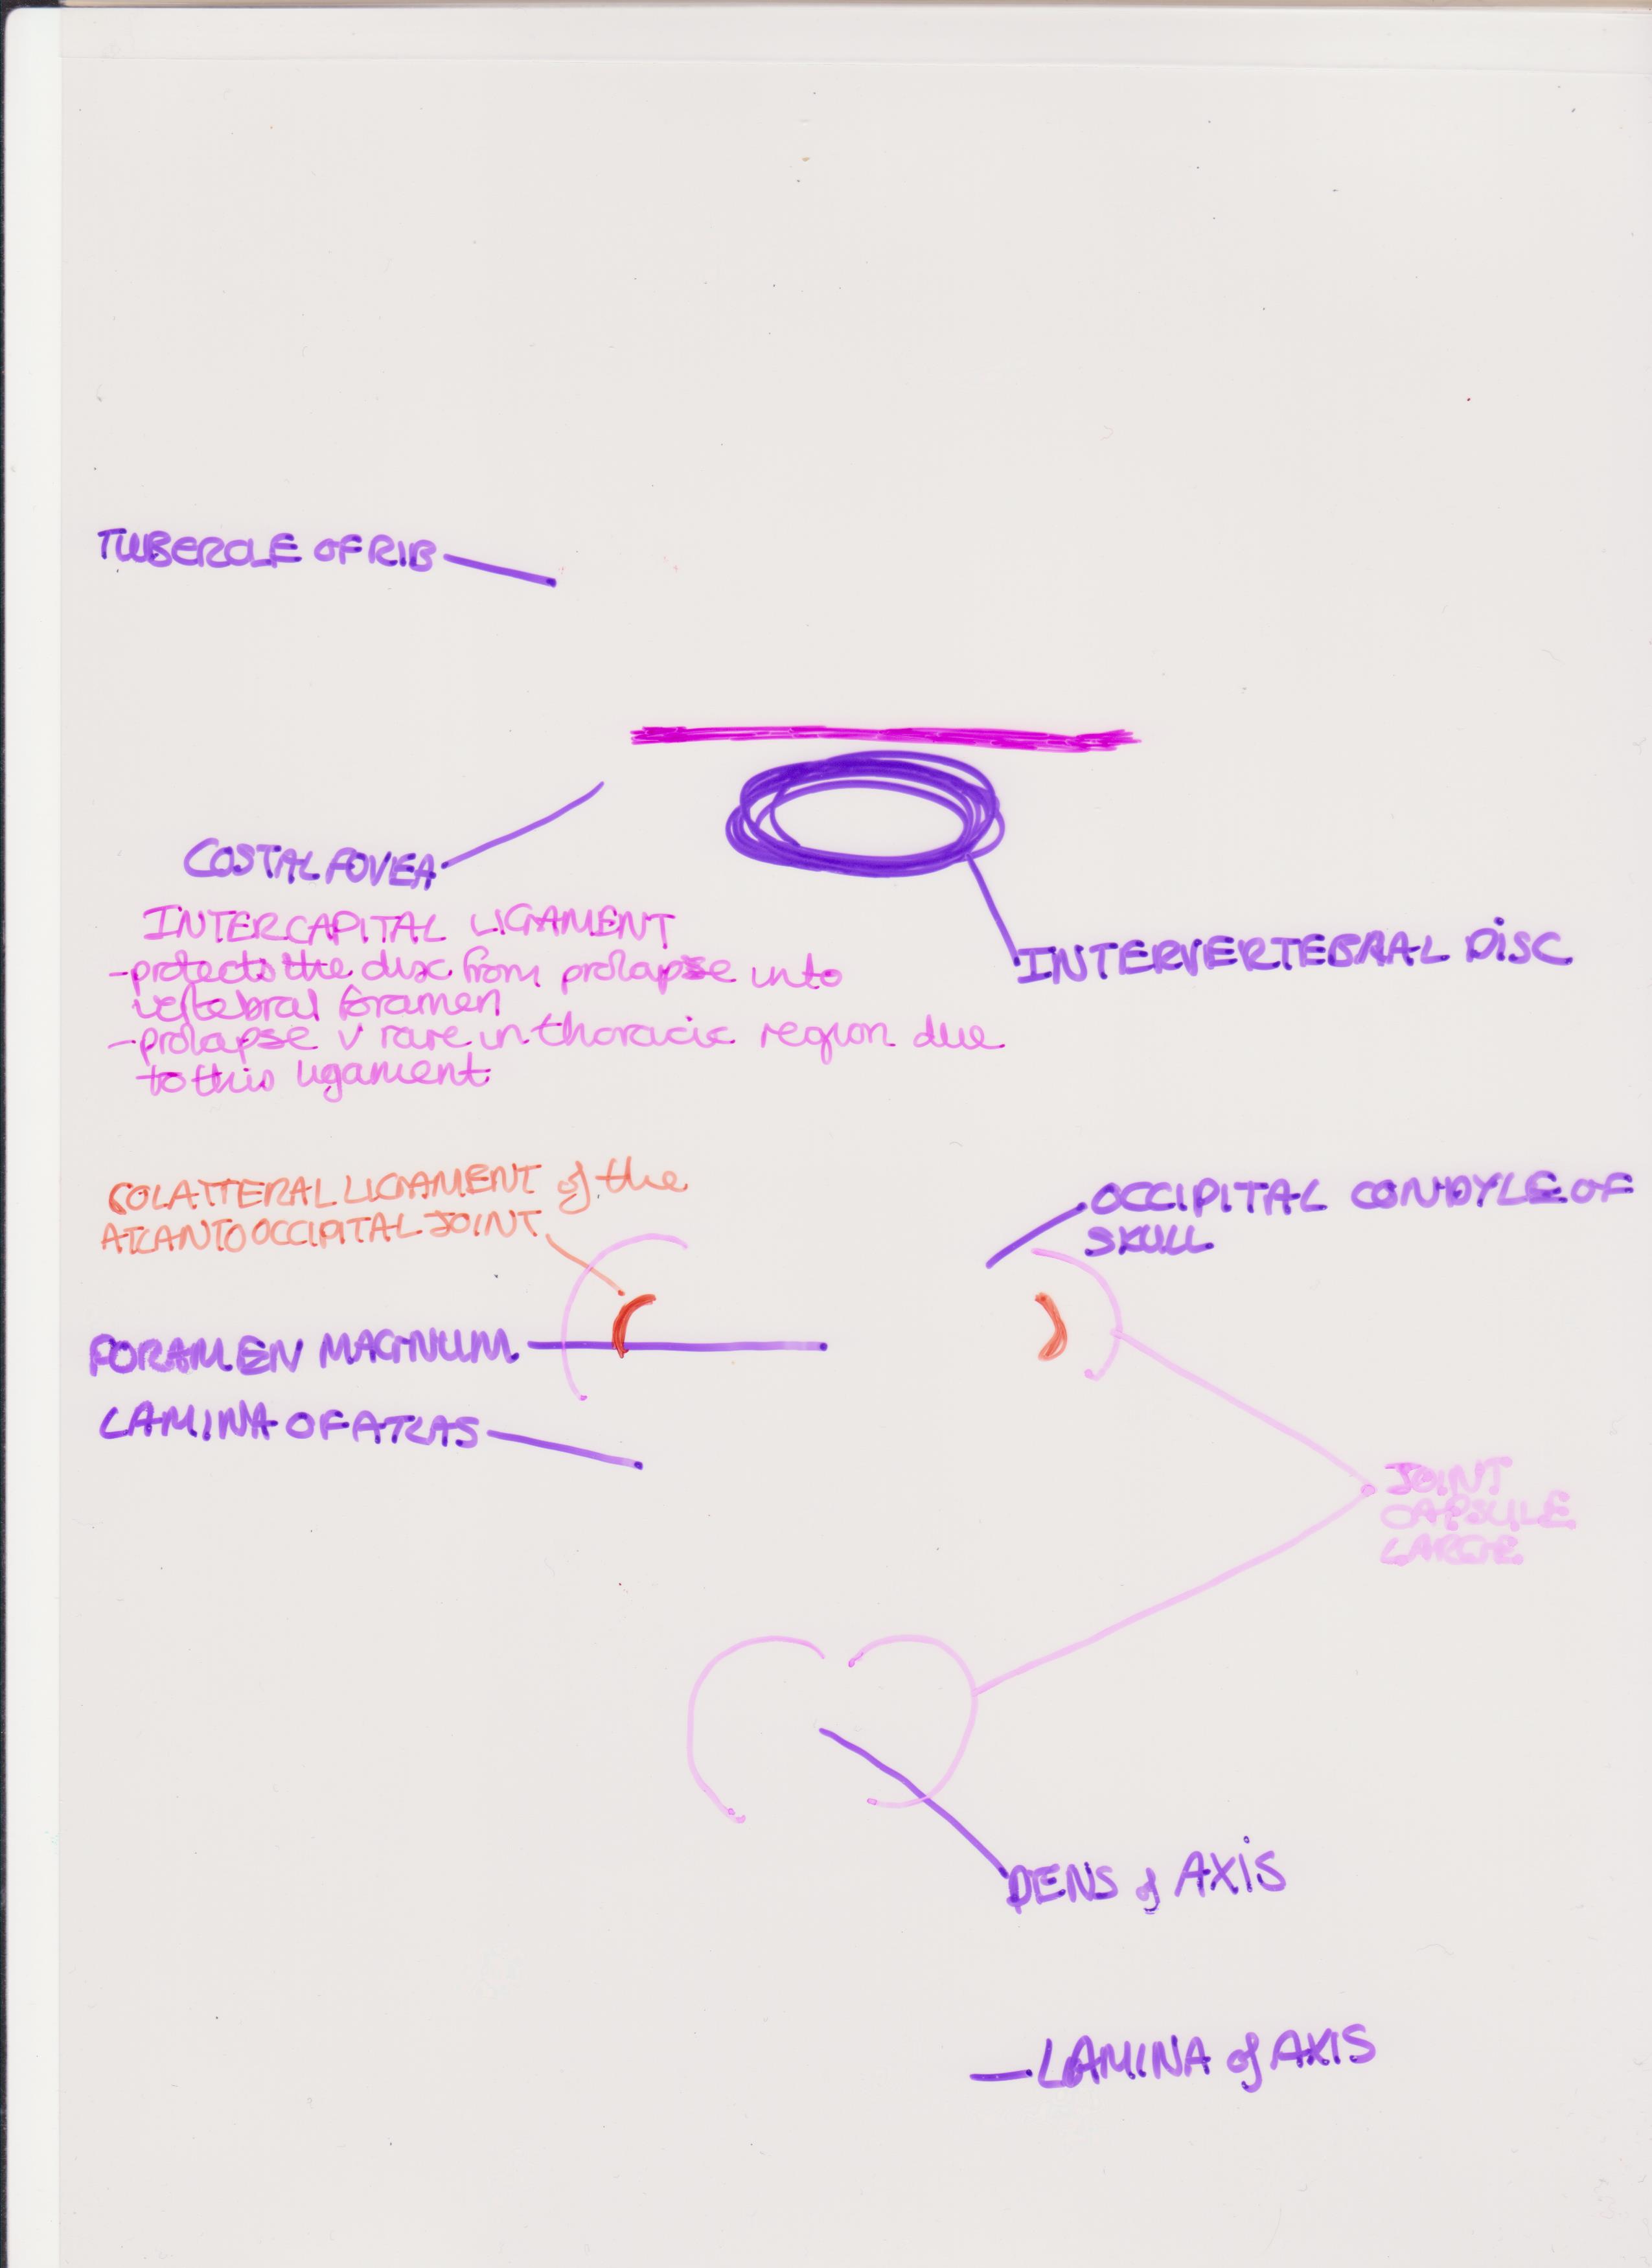 TUBERCLE OF RIB
COSTAL FOVEA
INTERVERTEBRAL DISC
INTERCAPITAL LIGAMENT
- protects the disc from prolapse into
vertebral foramen
- prolapse v rare in thoracic region due
to this ligament
COLATTERAL LIGAMENT of the
ATLANTOOCCIPITAL JOINT
OCCIPITAL CONDYLE OF
SKULL
FORAMEN MAGNUM
LAMINA OF ATLAS
JOINT
CAPSULE
LARGE
DENS of AXIS
LAMINA of AXIS